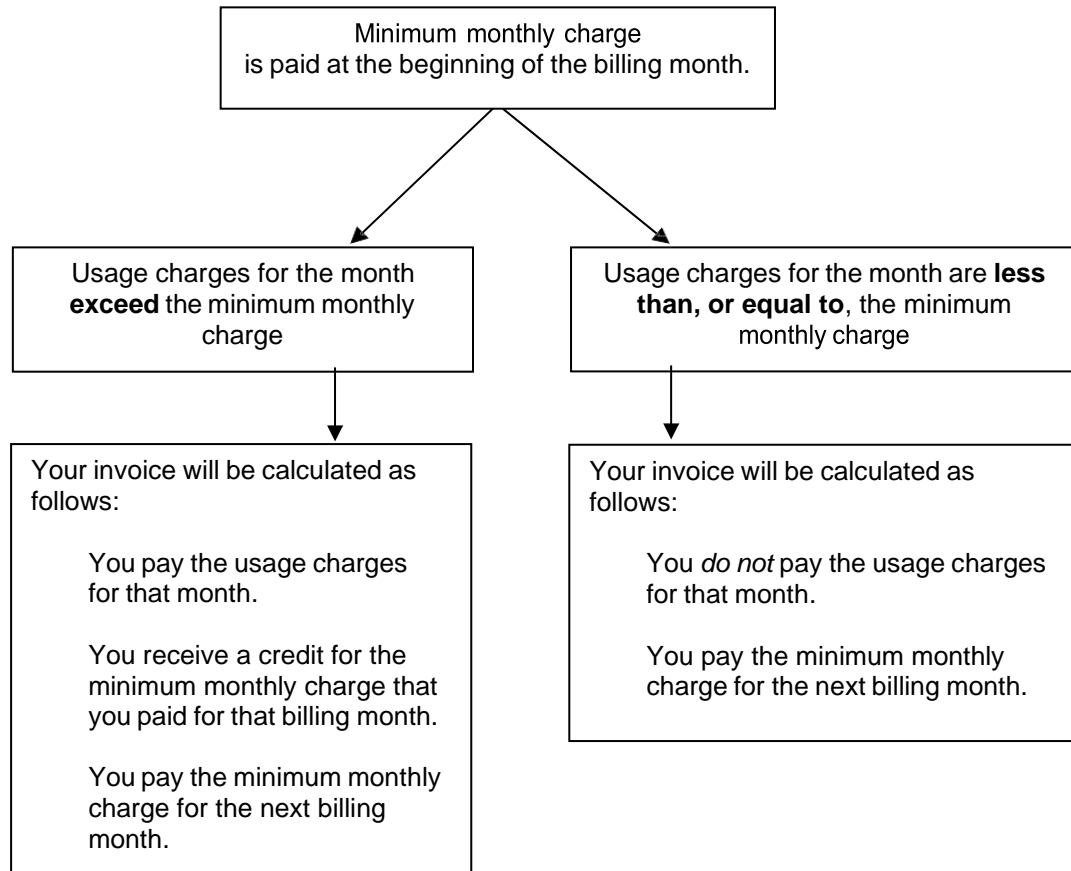 Minimum monthly charge
is paid at the beginning of the billing month.
Usage charges for the month
exceed the minimum monthly
charge
Usage charges for the month are less
than, or equal to, the minimum
monthly charge
Your invoice will be calculated as
follows:
You pay the usage charges
for that month.
You receive a credit for the
minimum monthly charge that
you paid for that billing month.
You pay the minimum monthly
charge for the next billing
month.
Your invoice will be calculated as
follows:
You do not pay the usage charges
for that month.
You pay the minimum monthly
charge for the next billing month.